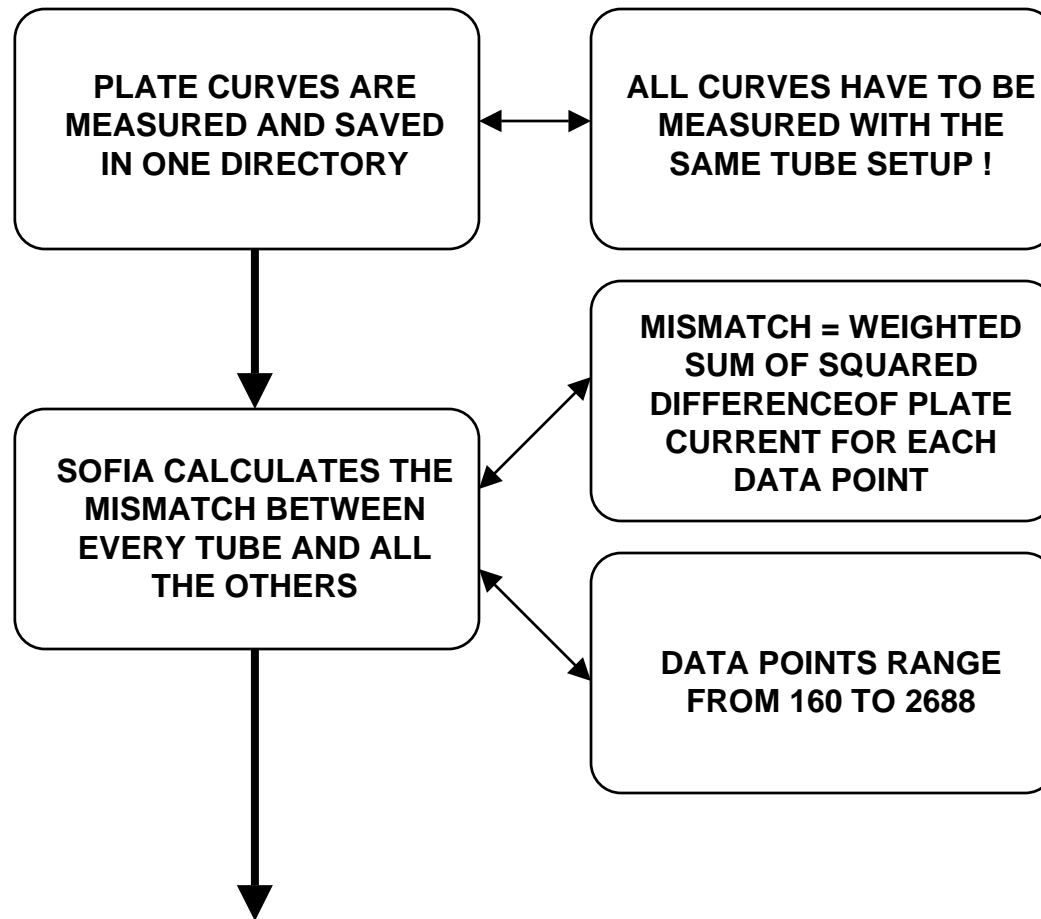 PLATE CURVES ARE
MEASURED AND SAVED
IN ONE DIRECTORY
ALL CURVES HAVE TO BE
MEASURED WITH THE
SAME TUBE SETUP !
MISMATCH = WEIGHTED
SUM OF SQUARED
DIFFERENCEOF PLATE
CURRENT FOR EACH
DATA POINT
SOFIA CALCULATES THE
MISMATCH BETWEEN
EVERY TUBE AND ALL
THE OTHERS
DATA POINTS RANGE
FROM 160 TO 2688